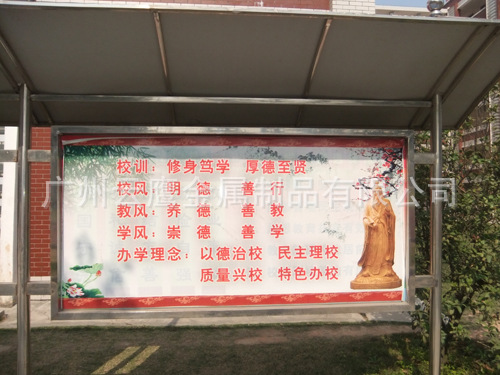 校训：修身笃学 厚德至贤
校风：明 德 善 行
教风：养 德 善 教
学风：崇 德 善 学
办学理念：以德治校 民主理校
质量兴校 特色办校